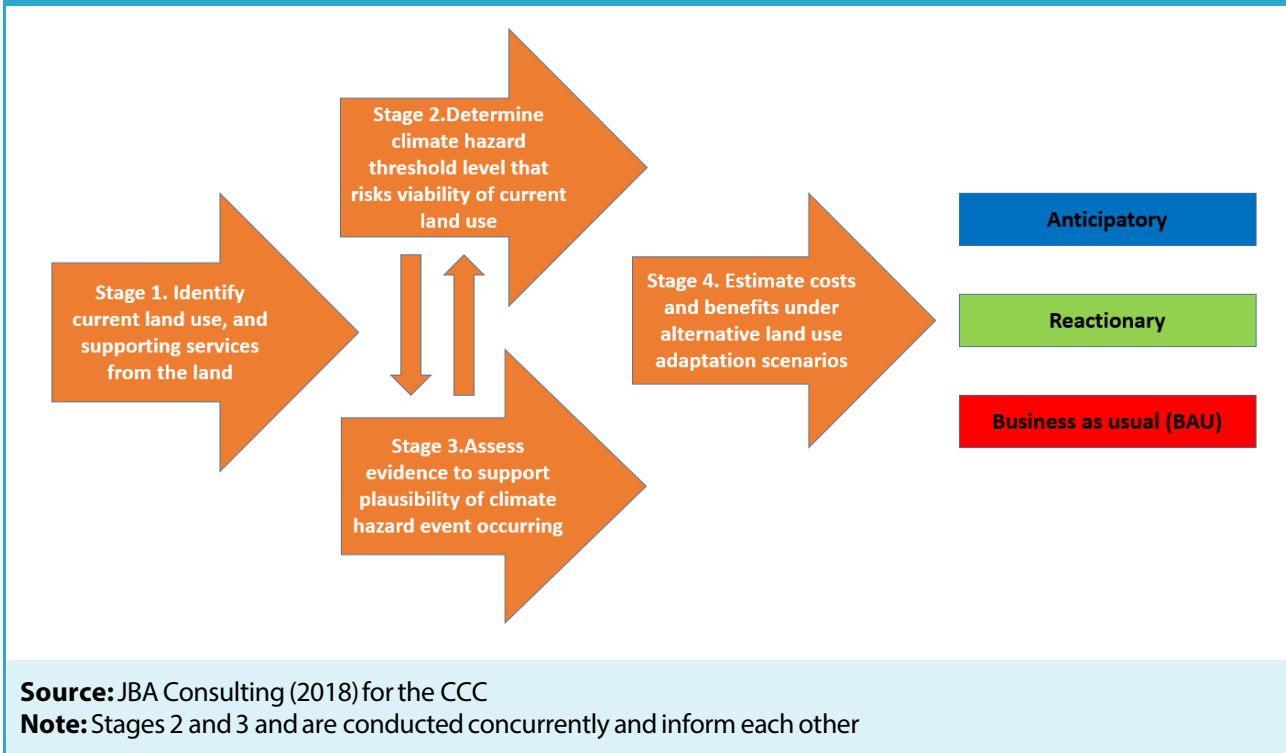 Stage 1. Identify
current land use, and
supporting services
from the land
Stage 2.Determine
climate hazard
threshold level that
risks viability of current
land use
Stage 3.Assess
evidence to support
plausibility of climate
hazard event occurring
Stage 4. Estimate costs
and benefits under
alternative land use
adaptation scenarios
Anticipatory
Reactionary
Business as usual (BAU)
Source: JBA Consulting (2018) for the CCC
Note: Stages 2 and 3 and are conducted concurrently and inform each other